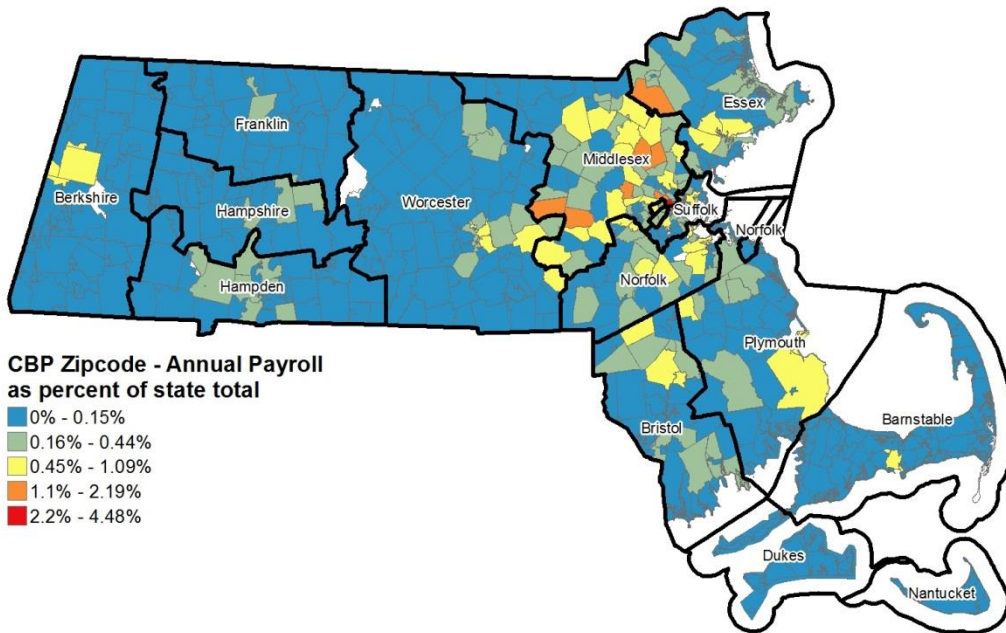 Essex
Franklin
Middlesex
Berkshire
Hampshire
Worcester
Suffolk
Norfolk
Hampden
Norfolk
CBP Zipcode - Annual Payroll
as percent of state total
0% - 0.15%
0.16% - 0.44%
0.45% - 1.09%
1.1% - 2.19%
2.2% - 4.48%
Plymouth
Barnstable
Bristol
Dukes
Nantucket